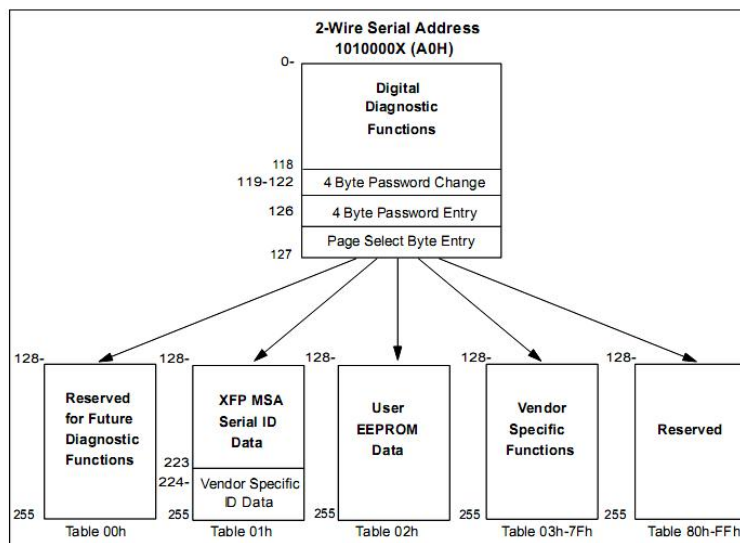 2-Wire Serial Address
1010000X (A0H)
0-
Digital
Diagnostic
Functions
118
119-122
4 Byte Password Change
126
4 Byte Password Entry
Page Select Byte Entry
127
128-
128-
128-
128-
128-
Reserved
for Future
Diagnostic
Functions
XFP MSA
Serial ID
Data
User
EEPROM
Data
Vendor
Specific
Functions
Reserved
223
224-
Vendor Specific
ID Data
255
255
255
255
255
Table 00h
Table 01h
Table 02h
Table 03h-7Fh
Table 80h-FFh